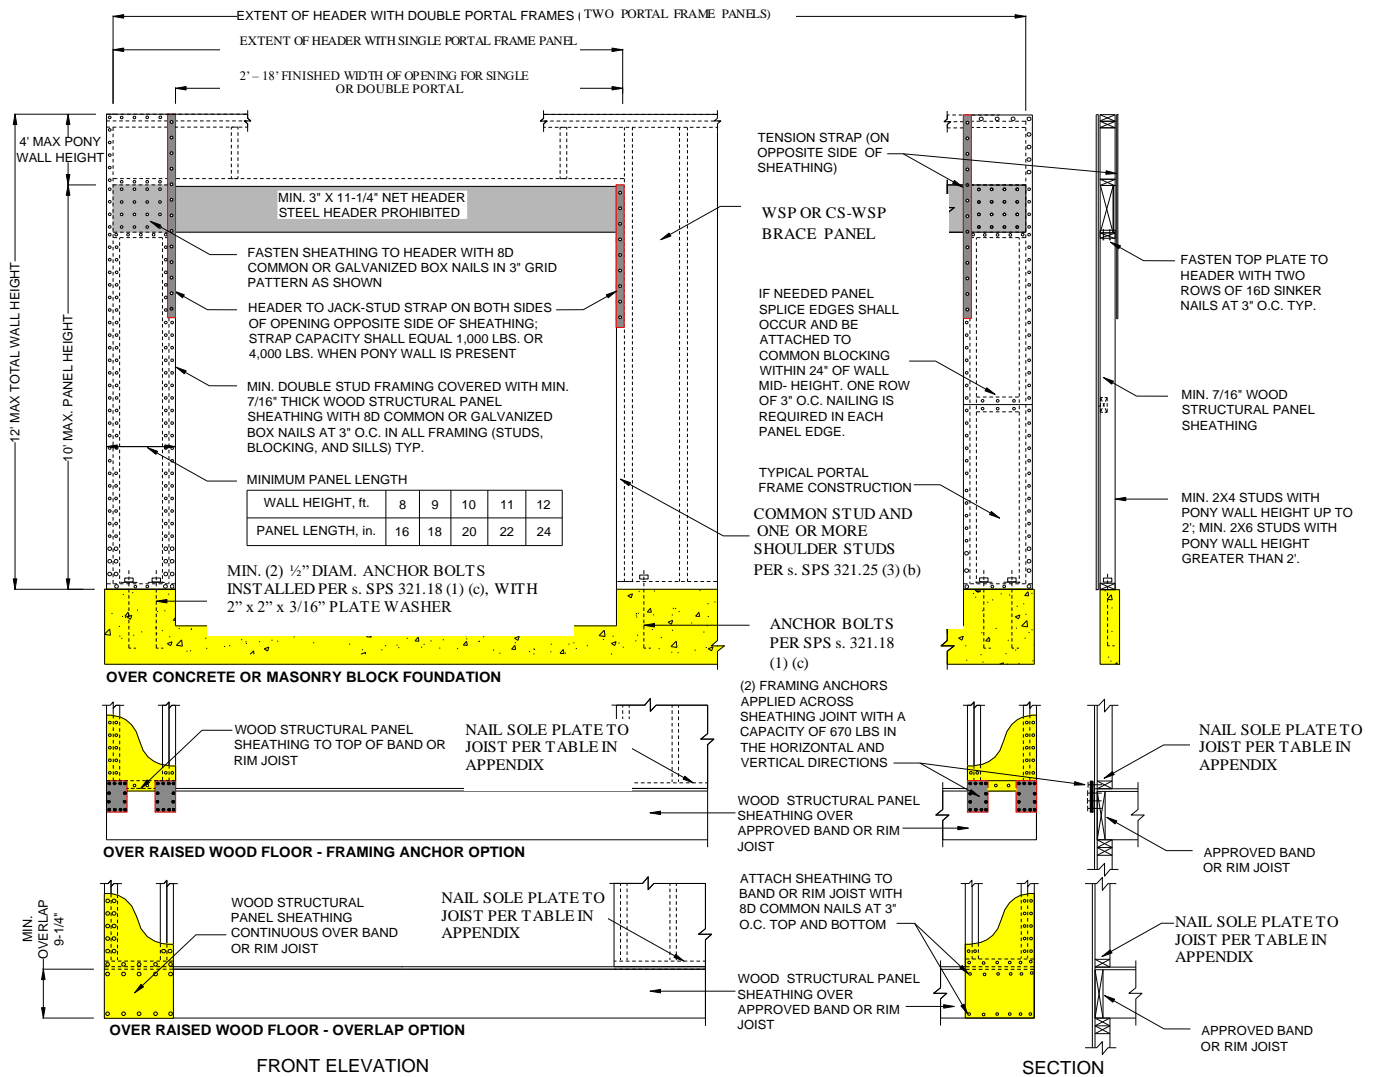 EXTENT OF HEADER WITH DOUBLE PORTAL FRAMES ( TWO PORTAL FRAME PANELS)
EXTENT OF HEADER WITH SINGLE PORTAL FRAME PANEL
2' – 18' FINISHED WIDTH OF OPENING FOR SINGLE
OR DOUBLE PORTAL
4' MAX PONY
WALL HEIGHT
12' MAX TOTAL WALL HEIGHT
10' MAX. PANEL HEIGHT
MIN. 3" X 11-1/4" NET HEADER
STEEL HEADER PROHIBITED
FASTEN SHEATHING TO HEADER WITH 8D
COMMON OR GALVANIZED BOX NAILS IN 3" GRID
PATTERN AS SHOWN
HEADER TO JACK-STUD STRAP ON BOTH SIDES
OF OPENING OPPOSITE SIDE OF SHEATHING;
STRAP CAPACITY SHALL EQUAL 1,000 LBS. OR
4,000 LBS. WHEN PONY WALL IS PRESENT
MIN. DOUBLE STUD FRAMING COVERED WITH MIN.
7/16" THICK WOOD STRUCTURAL PANEL
SHEATHING WITH 8D COMMON OR GALVANIZED
BOX NAILS AT 3" O.C. IN ALL FRAMING (STUDS,
BLOCKING, AND SILLS) TYP.
MINIMUM PANEL LENGTH
WALL HEIGHT, ft. 8 9 10 11 12
PANEL LENGTH, in. 16 18 20 22 24
MIN. (2) ½" DIAM. ANCHOR BOLTS
INSTALLED PER s. SPS 321.18 (1) (c), WITH
2" x 2" x 3/16" PLATE WASHER
TENSION STRAP (ON
OPPOSITE SIDE OF
SHEATHING)
WSP OR CS-WSP
BRACE PANEL
IF NEEDED PANEL
SPLICE EDGES SHALL
OCCUR AND BE
ATTACHED TO
COMMON BLOCKING
WITHIN 24" OF WALL
MID- HEIGHT. ONE ROW
OF 3" O.C. NAILING IS
REQUIRED IN EACH
PANEL EDGE.
TYPICAL PORTAL
FRAME CONSTRUCTION
COMMON STUD AND
ONE OR MORE
SHOULDER STUDS
PER s. SPS 321.25 (3) (b)
ANCHOR BOLTS
PER SPS s. 321.18
(1) (c)
FASTEN TOP PLATE TO
HEADER WITH TWO
ROWS OF 16D SINKER
NAILS AT 3" O.C. TYP.
MIN. 7/16" WOOD
STRUCTURAL PANEL
SHEATHING
MIN. 2X4 STUDS WITH
PONY WALL HEIGHT UP TO
2'; MIN. 2X6 STUDS WITH
PONY WALL HEIGHT
GREATER THAN 2'.
OVER CONCRETE OR MASONRY BLOCK FOUNDATION
WOOD STRUCTURAL PANEL
SHEATHING TO TOP OF BAND OR
RIM JOIST
NAIL SOLE PLATE TO
JOIST PER TABLE IN
APPENDIX
(2) FRAMING ANCHORS
APPLIED ACROSS
SHEATHING JOINT WITH A
CAPACITY OF 670 LBS IN
THE HORIZONTAL AND
VERTICAL DIRECTIONS
WOOD STRUCTURAL PANEL
SHEATHING OVER
APPROVED BAND OR RIM
JOIST
NAIL SOLE PLATE TO
JOIST PER TABLE IN
APPENDIX
APPROVED BAND
OR RIM JOIST
OVER RAISED WOOD FLOOR - FRAMING ANCHOR OPTION
MIN.
OVERLAP
9-1/4"
WOOD STRUCTURAL
PANEL SHEATHING
CONTINUOUS OVER BAND
OR RIM JOIST
NAIL SOLE PLATE TO
JOIST PER TABLE IN
APPENDIX
ATTACH SHEATHING TO
BAND OR RIM JOIST WITH
8D COMMON NAILS AT 3"
O.C. TOP AND BOTTOM
WOOD STRUCTURAL PANEL
SHEATHING OVER
APPROVED BAND OR RIM
JOIST
NAIL SOLE PLATE TO
JOIST PER TABLE IN
APPENDIX
APPROVED BAND
OR RIM JOIST
OVER RAISED WOOD FLOOR - OVERLAP OPTION
FRONT ELEVATION
SECTION